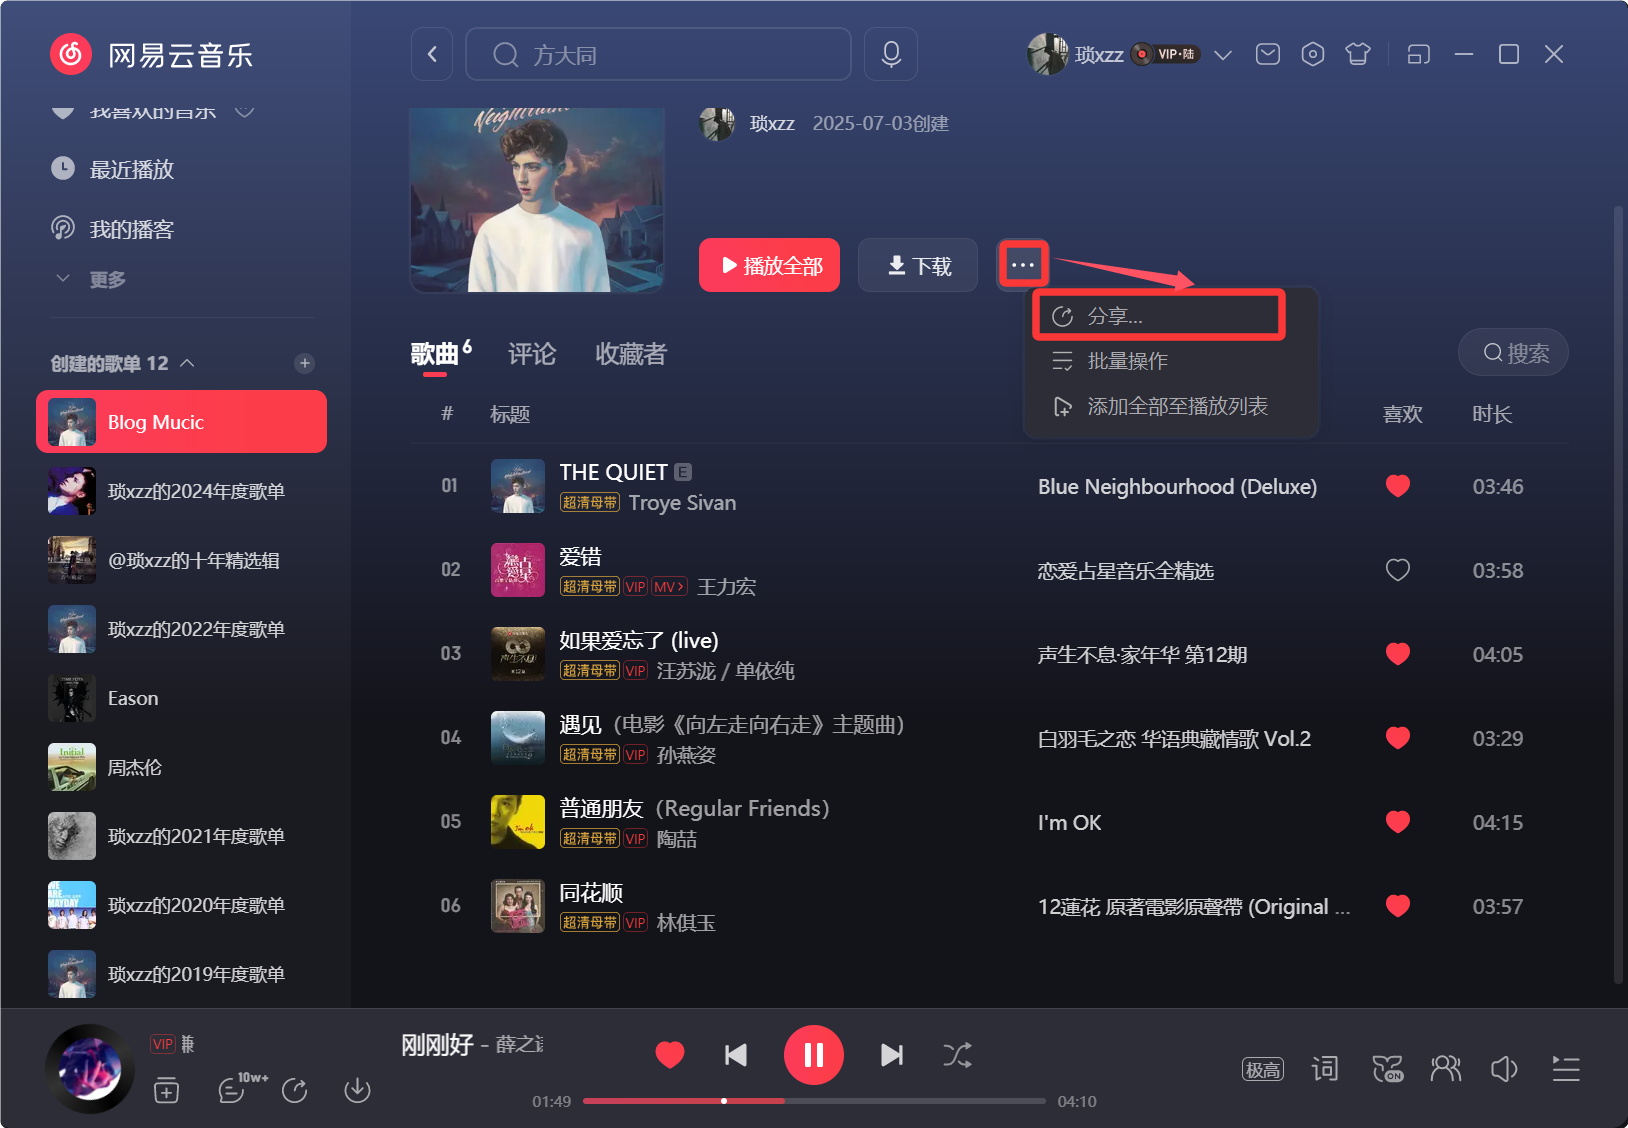 网易云音乐
方大同
琐xzz
VIP·陆
我喜欢的音乐
最近播放
我的播客
更多
创建的歌单 12
Blog Mucic
琐xzz的2024年度歌单
@琐xzz的十年精选辑
琐xzz的2022年度歌单
Eason
周杰伦
琐xzz的2021年度歌单
琐xzz的2020年度歌单
琐xzz的2019年度歌单
琐xzz 2025-07-03创建
播放全部
下载
分享...
批量操作
添加全部至播放列表
歌曲 6 评论 收藏者
搜索
# 标题 喜欢 时长
01 THE QUIET E
超清母带 Troye Sivan
Blue Neighbourhood (Deluxe) 03:46
02 爱错
超清母带 VIP MV 王力宏
恋爱占星音乐全精选 03:58
03 如果爱忘了 (live)
超清母带 VIP 汪苏泷 / 单依纯
声生不息·家年华 第12期 04:05
04 遇见（电影《向左走向右走》主题曲）
超清母带 VIP 孙燕姿
白羽毛之恋 华语典藏情歌 Vol.2 03:29
05 普通朋友（Regular Friends）
超清母带 VIP 陶喆
I'm OK 04:15
06 同花顺
超清母带 VIP 林俱玉
12蓮花 原著電影原聲帶 (Original ... 03:57
VIP
10w+
刚刚好 - 薛之
01:49
04:10
极高
词
ON